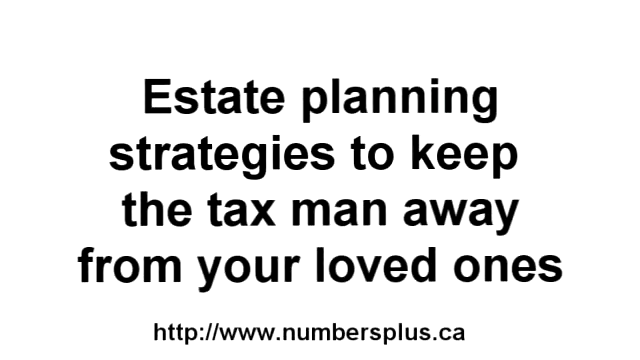 Estate planning
strategies to keep
the tax man away
from your loved ones
http://www.numbersplus.ca